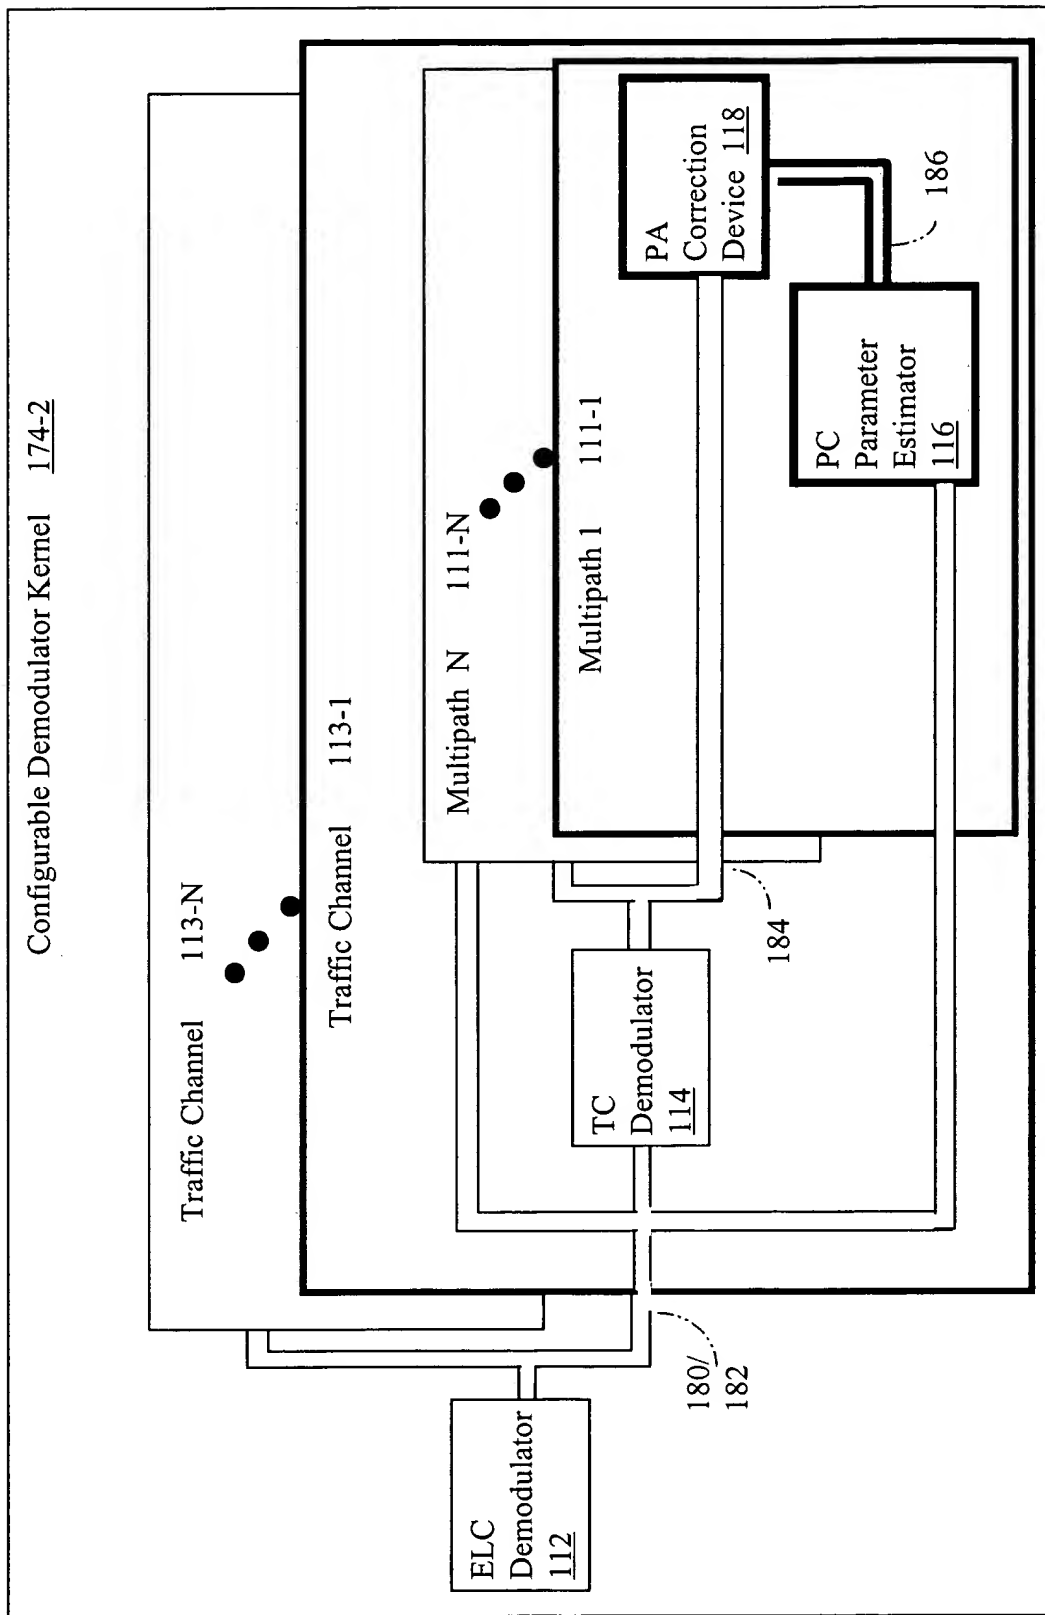 Configurable Demodulator Kernel 174-2
Traffic Channel 113-N
Traffic Channel 113-1
Multipath N 111-N
Multipath 1 111-1
PA
Correction
Device 118
PC
Parameter
Estimator
116
186
TC
Demodulator
114
184
ELC
Demodulator
112
180/
182